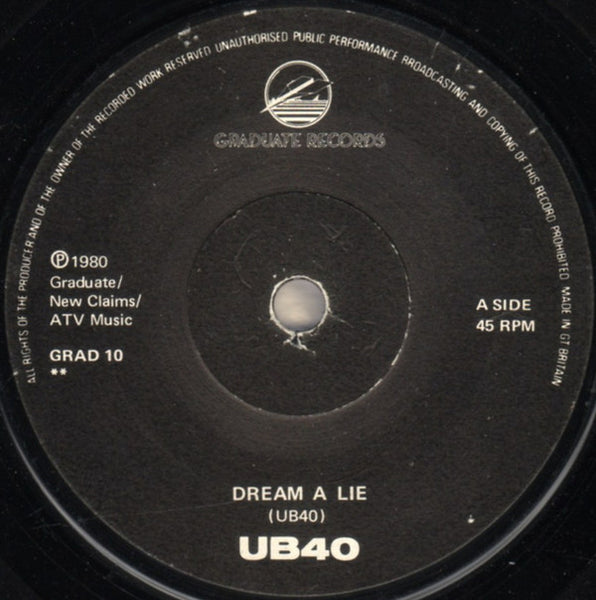 ALL RIGHTS OF THE PRODUCER AND OF THE OWNER OF THE RECORDED WORK RESERVED UNAUTHORISED PUBLIC PERFORMANCE BROADCASTING AND COPYING OF THIS RECORD PROHIBITED MADE IN GT BRITAIN
GRADUATE RECORDS
℗ 1980
Graduate/
New Claims/
ATV Music
GRAD 10
**
A SIDE
45 RPM
DREAM A LIE
(UB40)
UB40